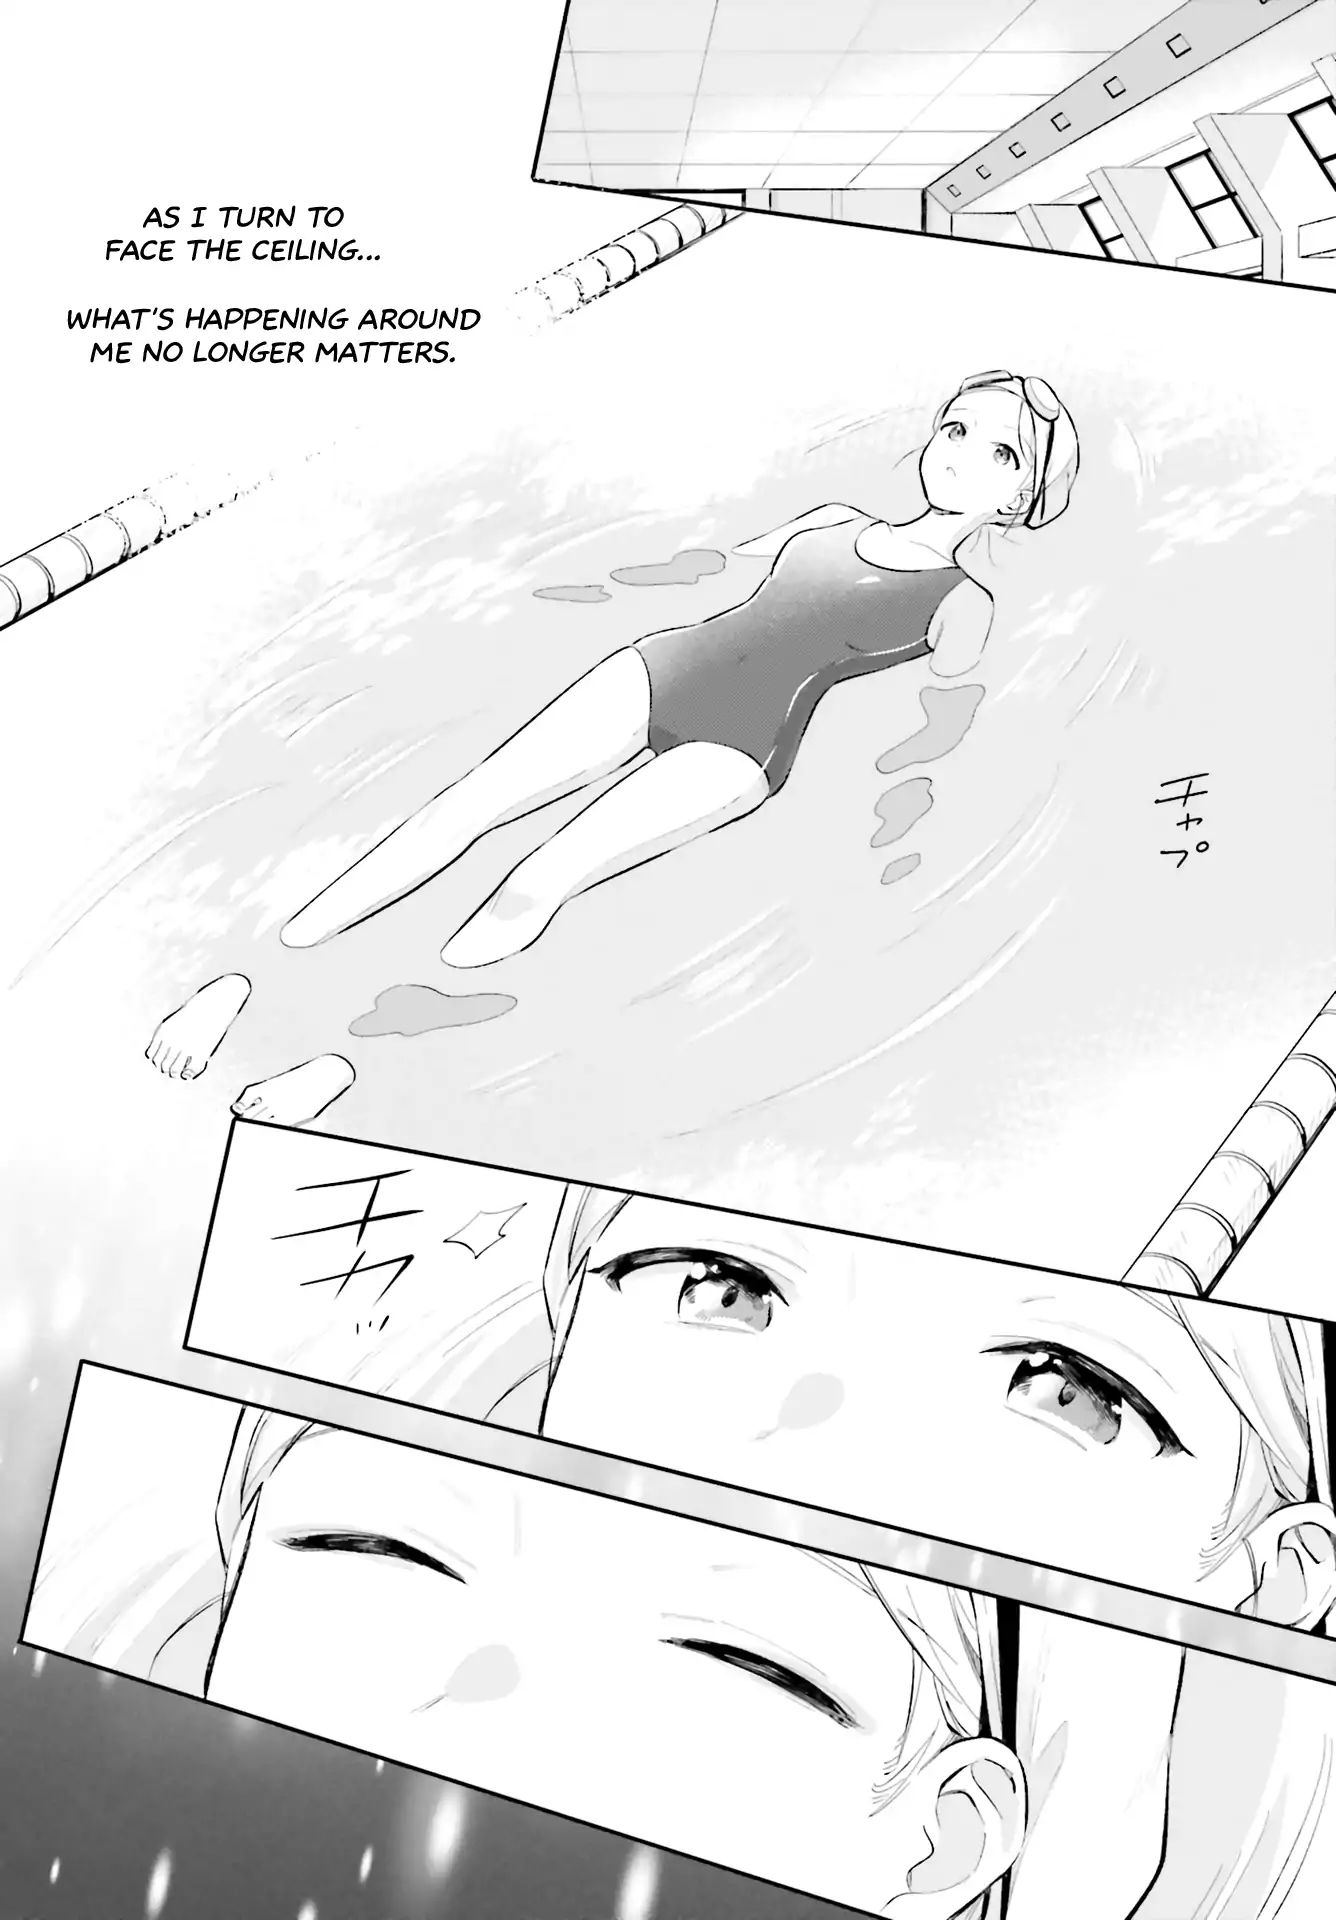 AS I TURN TO
FACE THE CEILING...
WHAT'S HAPPENING AROUND
ME NO LONGER MATTERS.
チャプ
チカ